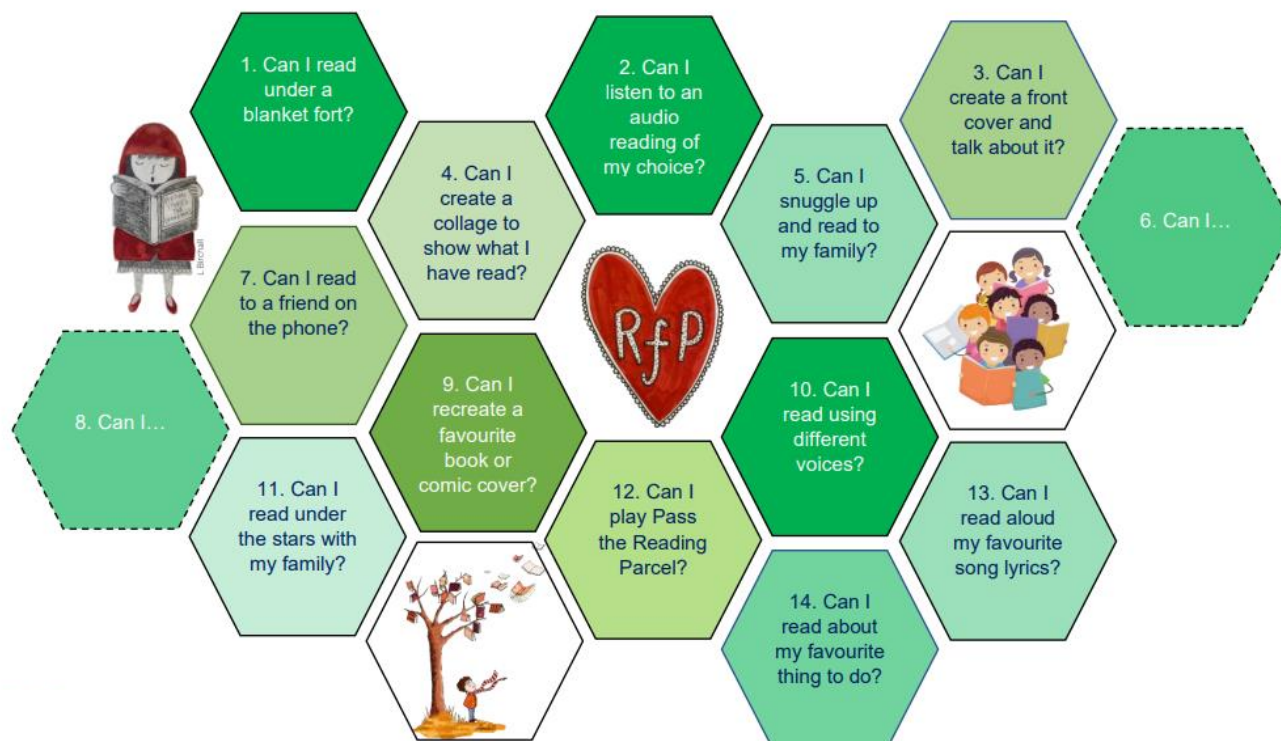 1. Can I read
under a
blanket fort?
2. Can I
listen to an
audio
reading of
my choice?
3. Can I
create a front
cover and
talk about it?
4. Can I
create a
collage to
show what I
have read?
5. Can I
snuggle up
and read to
my family?
6. Can I…
L Birchall
7. Can I read
to a friend on
the phone?
RfP
8. Can I…
9. Can I
recreate a
favourite
book or
comic cover?
10. Can I
read using
different
voices?
11. Can I
read under
the stars with
my family?
12. Can I
play Pass
the Reading
Parcel?
13. Can I
read aloud
my favourite
song lyrics?
14. Can I
read about
my favourite
thing to do?